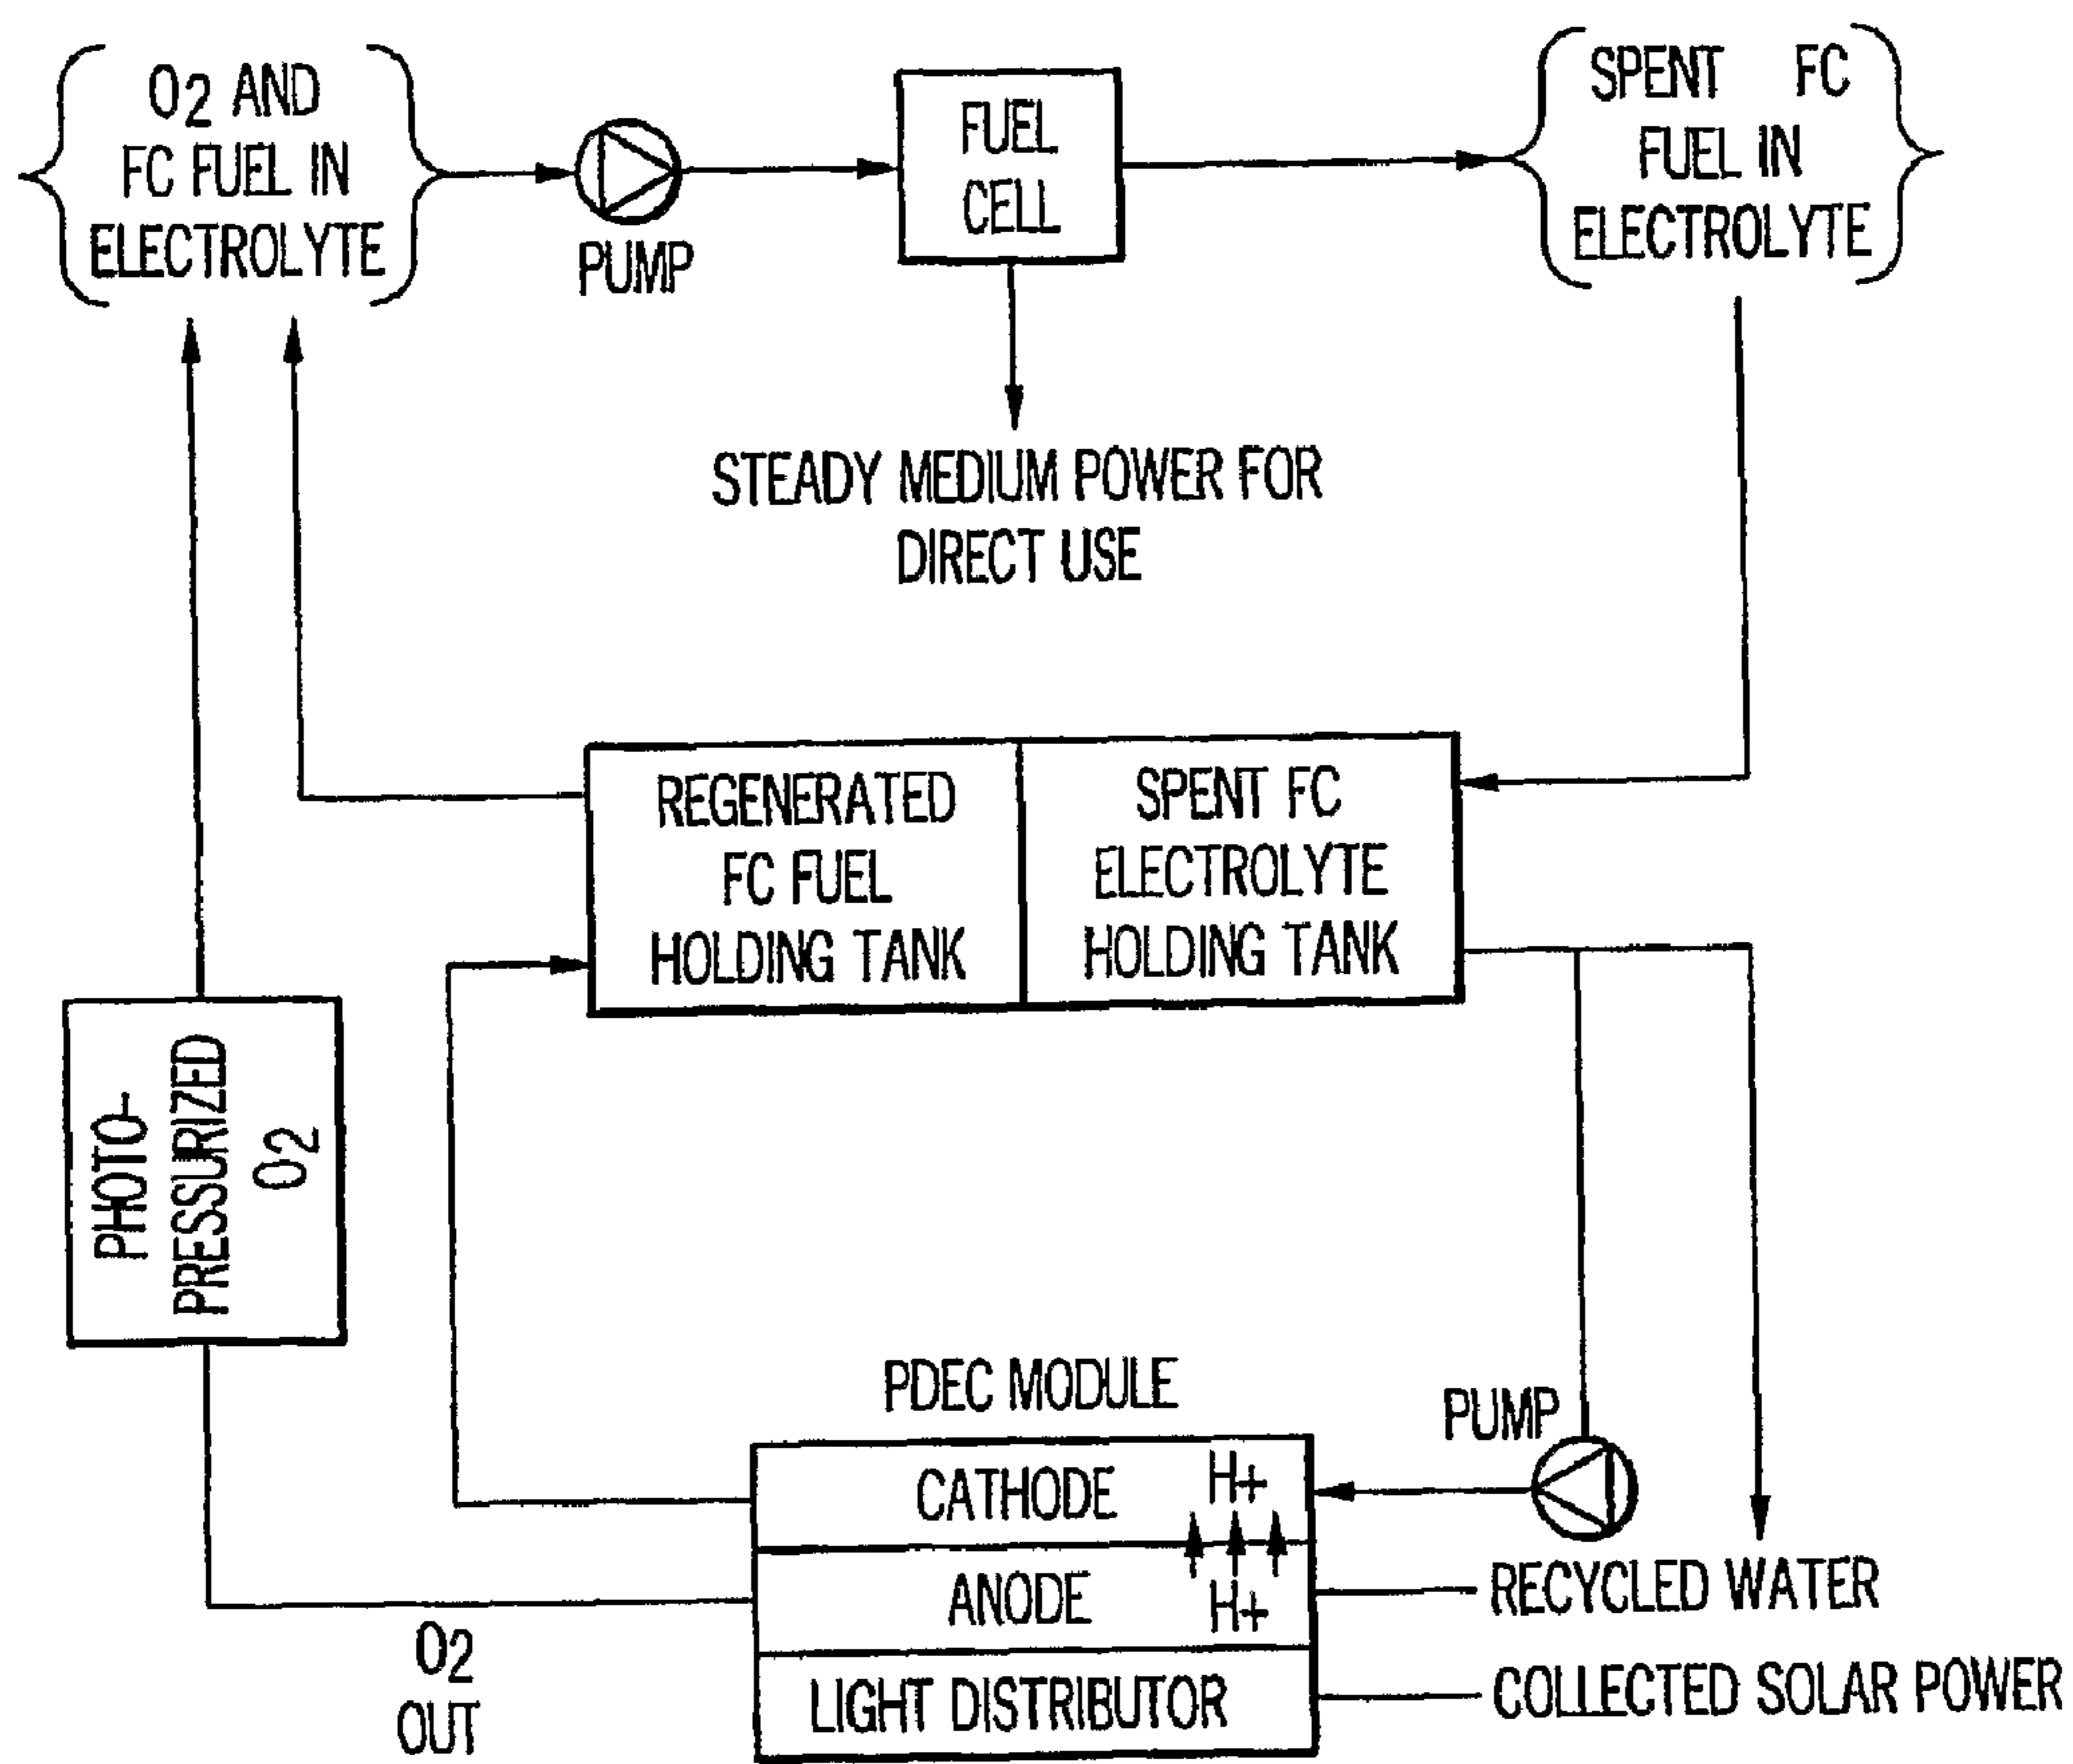 O2 AND
FC FUEL IN
ELECTROLYTE
PUMP
FUEL
CELL
SPENT FC
FUEL IN
ELECTROLYTE
STEADY MEDIUM POWER FOR
DIRECT USE
REGENERATED
FC FUEL
HOLDING TANK
SPENT FC
ELECTROLYTE
HOLDING TANK
PHOTO-
PRESSURIZED
O2
PDEC MODULE
PUMP
CATHODE H+
ANODE H+
LIGHT DISTRIBUTOR
RECYCLED WATER
COLLECTED SOLAR POWER
O2
OUT